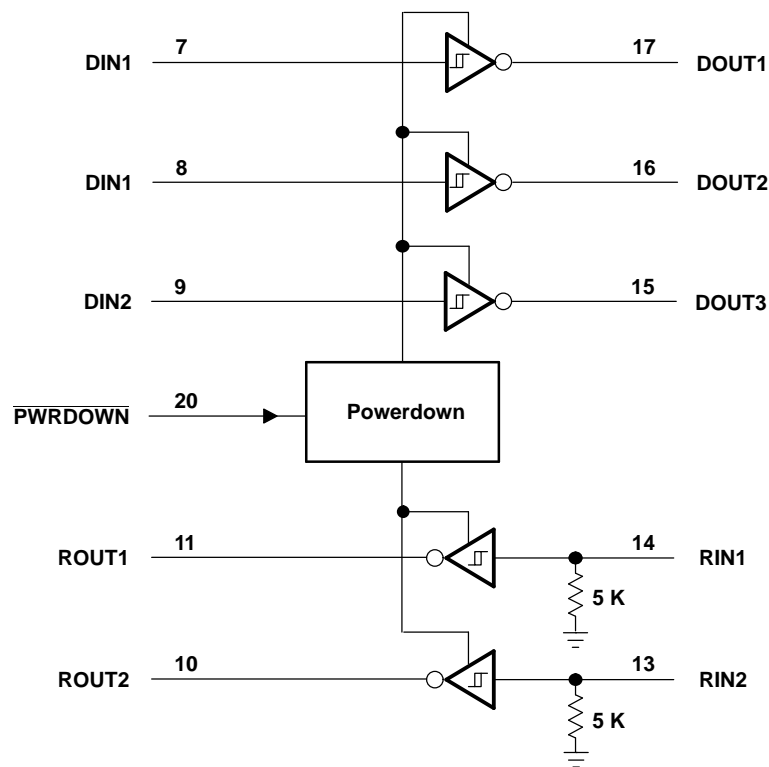 DIN1 7 17 DOUT1
DIN1 8 16 DOUT2
DIN2 9 15 DOUT3
PWRDOWN 20 Powerdown
ROUT1 11 14 RIN1
5 K
ROUT2 10 13 RIN2
5 K